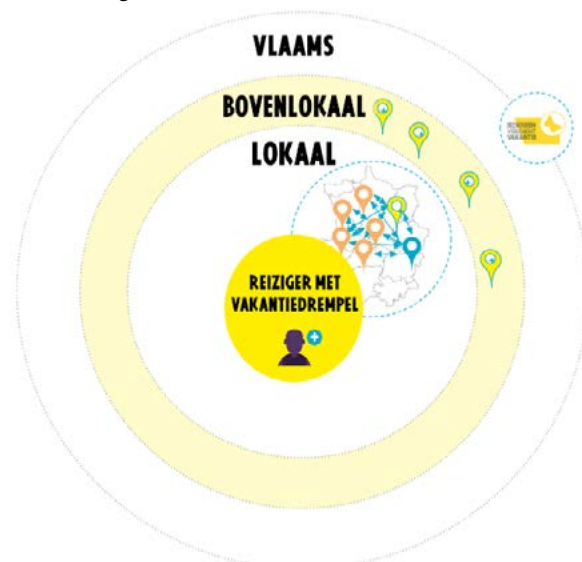 VLAAMS
BOVENLOKAAL
LOKAAL
REIZIGER MET
VAKANTIEDREMPEL